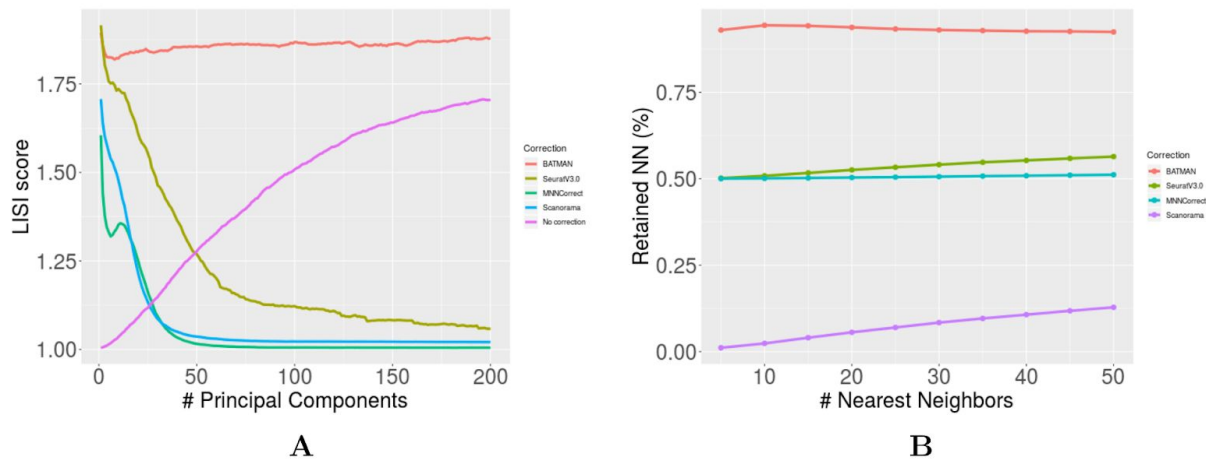 LISI score
1.75
1.50
1.25
1.00
0
50
100
150
200
# Principal Components
Correction
BATMAN
SeuratV3.0
MNNCorrect
Scanorama
No correction
A
Retained NN (%)
0.75
0.50
0.25
0.00
10
20
30
40
50
# Nearest Neighbors
Correction
BATMAN
SeuratV3.0
MNNCorrect
Scanorama
B